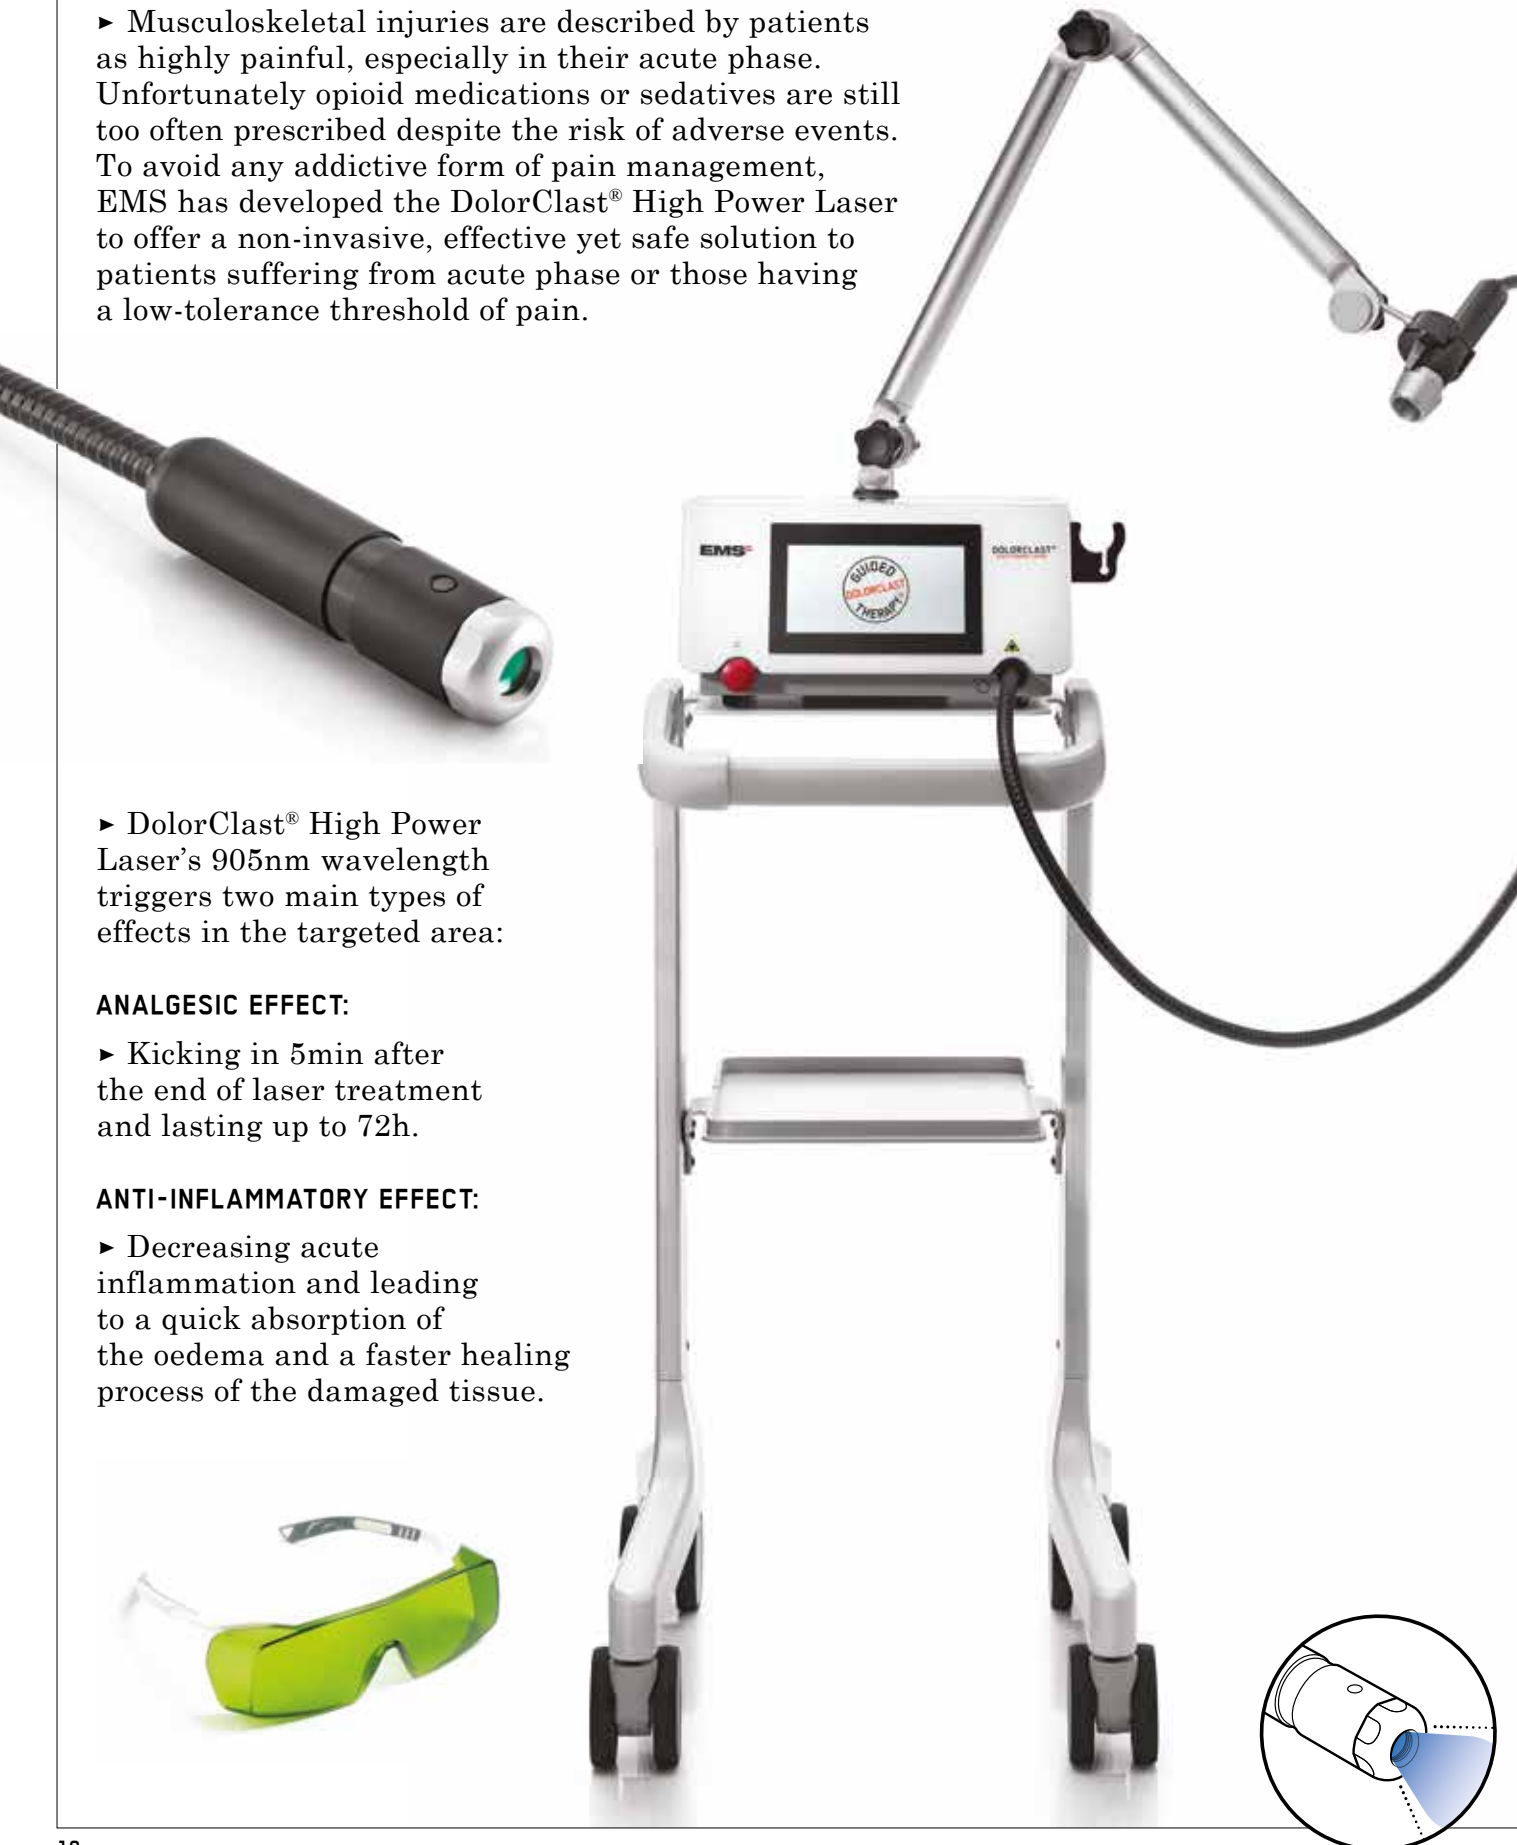 ► Musculoskeletal injuries are described by patients
as highly painful, especially in their acute phase.
Unfortunately opioid medications or sedatives are still
too often prescribed despite the risk of adverse events.
To avoid any addictive form of pain management,
EMS has developed the DolorClast® High Power Laser
to offer a non-invasive, effective yet safe solution to
patients suffering from acute phase or those having
a low-tolerance threshold of pain.
EMS
DOLORCLAST®
GUIDED
DOLORCLAST
THERAPY®
► DolorClast® High Power
Laser’s 905nm wavelength
triggers two main types of
effects in the targeted area:
ANALGESIC EFFECT:
► Kicking in 5min after
the end of laser treatment
and lasting up to 72h.
ANTI-INFLAMMATORY EFFECT:
► Decreasing acute
inflammation and leading
to a quick absorption of
the oedema and a faster healing
process of the damaged tissue.